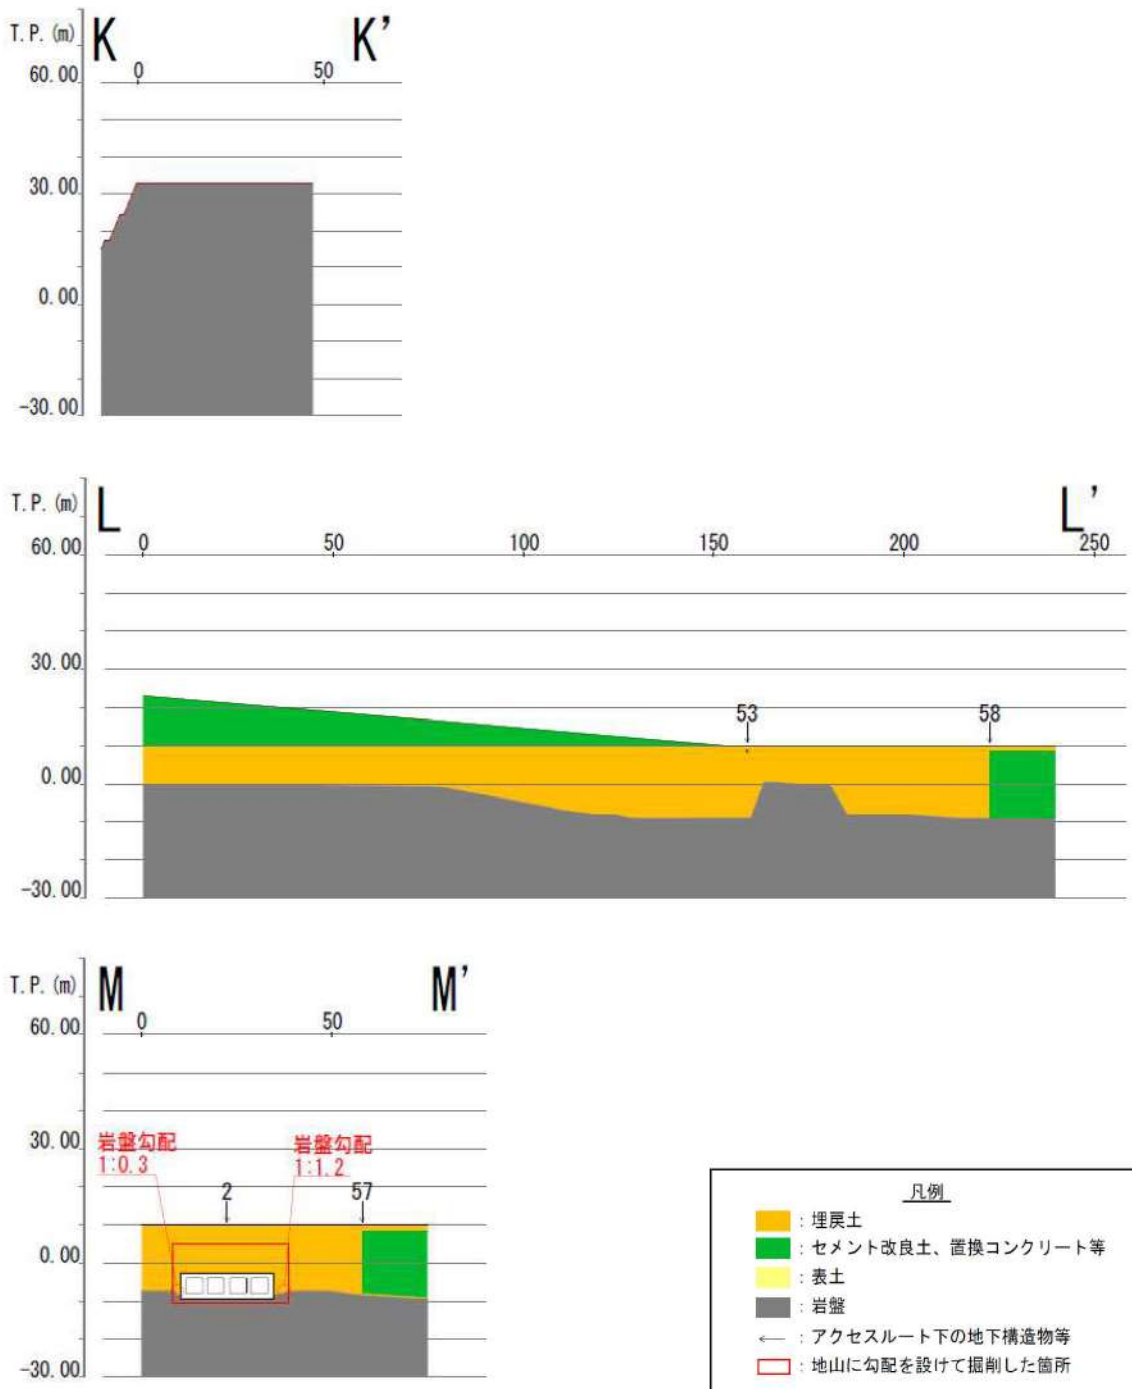 T.P.(m) K K'
0 50
60.00
30.00
0.00
-30.00
T.P.(m) L L'
60.00 0 50 100 150 200 250
30.00
53 58
0.00
-30.00
T.P.(m) M M'
0 50
60.00
30.00
岩盤勾配 岩盤勾配
1:0.3 1:1.2
2 57
0.00
-30.00
凡例
:埋戻土
:セメント改良土、置換コンクリート等
:表土
:岩盤
:アクセスルート下の地下構造物等
:地山に勾配を設けて掘削した箇所